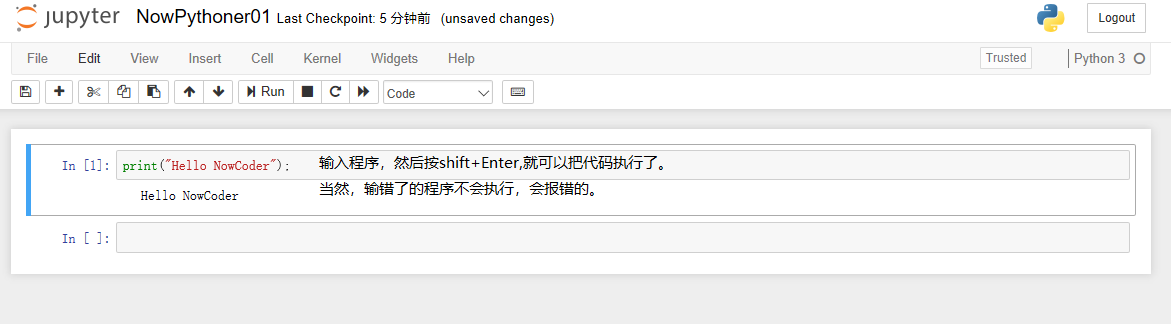 jupyter NowPythoner01 Last Checkpoint: 5 分钟前 (unsaved changes) Logout
File Edit View Insert Cell Kernel Widgets Help Trusted Python 3
Run Code
In [1]: print("Hello NowCoder"); 输入程序，然后按shift+Enter,就可以把代码执行了。
Hello NowCoder 当然，输错了的程序不会执行，会报错的。
In [ ]: